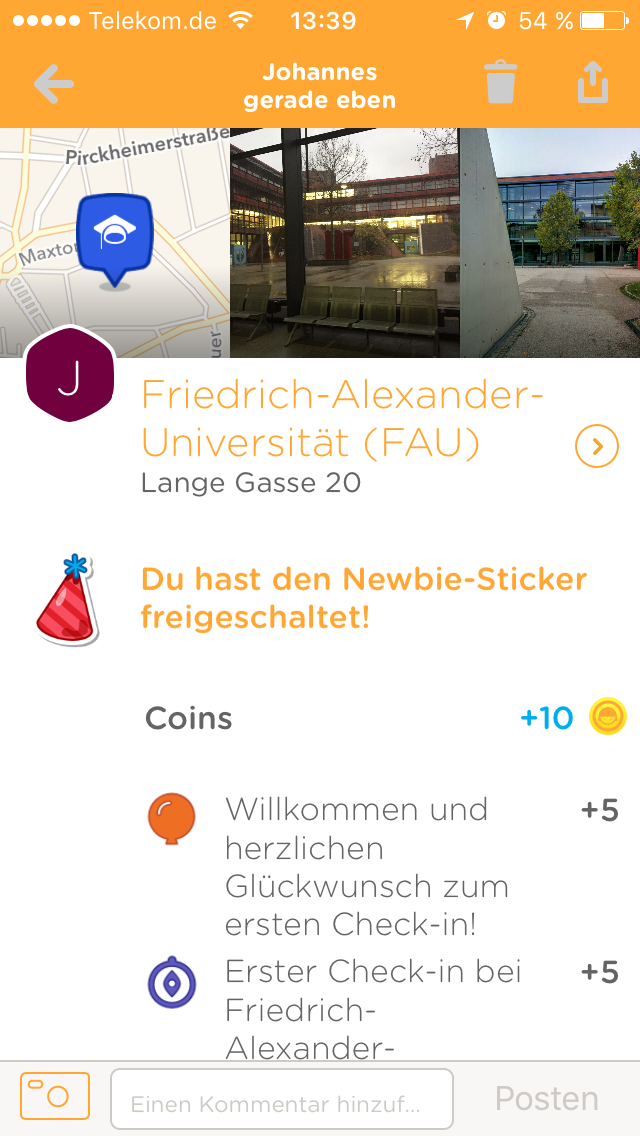 Telekom.de 13:39 54 %
Johannes
gerade eben
Pirckheimerstraße
Maxtor
Friedrich-Alexander-
Universität (FAU)
Lange Gasse 20
J
Du hast den Newbie-Sticker
freigeschaltet!
Coins +10
Willkommen und +5
herzlichen
Glückwunsch zum
ersten Check-in!
Erster Check-in bei +5
Friedrich-
Alexander-
Einen Kommentar hinzuf... Posten